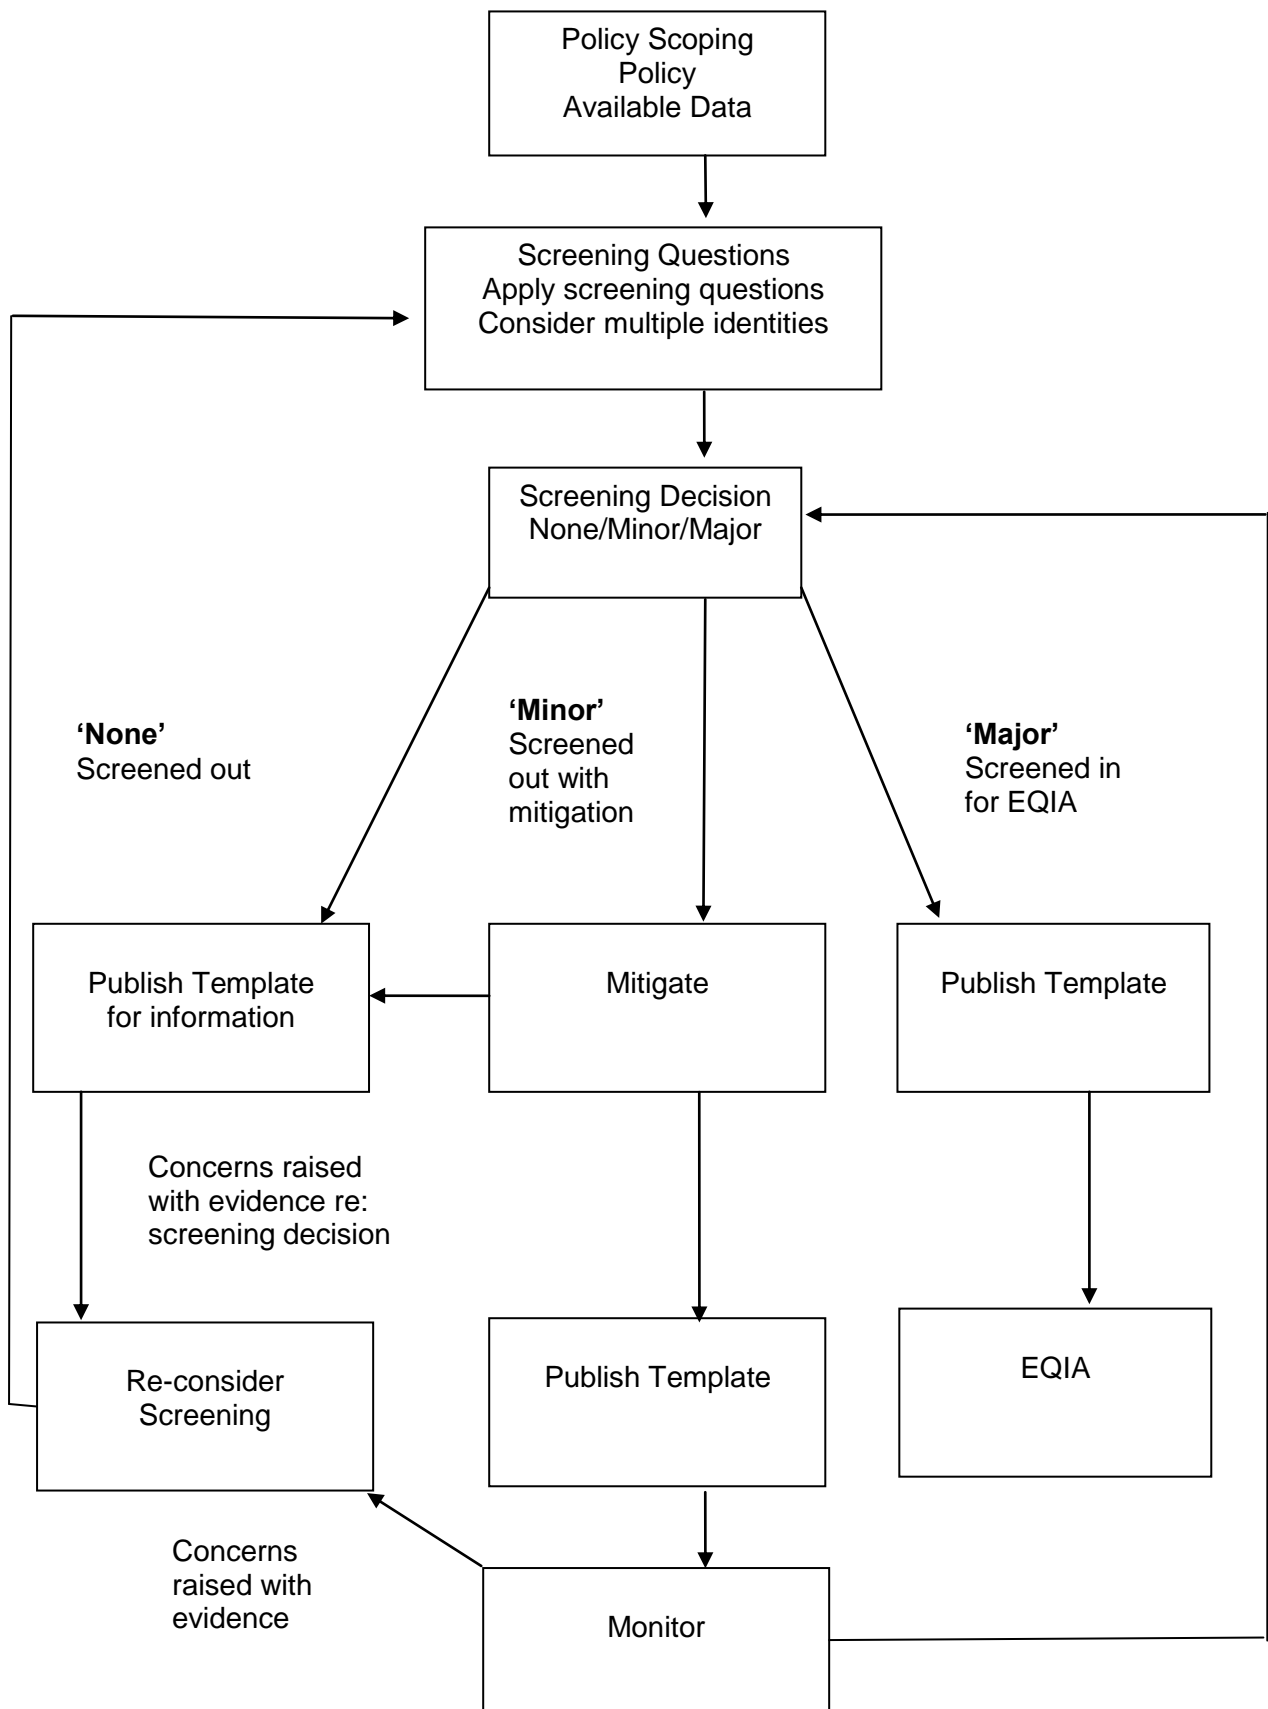 Policy Scoping
Policy
Available Data
Screening Questions
Apply screening questions
Consider multiple identities
Screening Decision
None/Minor/Major
‘None’
Screened out
‘Minor’
Screened
out with
mitigation
‘Major’
Screened in
for EQIA
Publish Template
for information
Mitigate
Publish Template
Concerns raised
with evidence re:
screening decision
Re-consider
Screening
Publish Template
EQIA
Concerns
raised with
evidence
Monitor